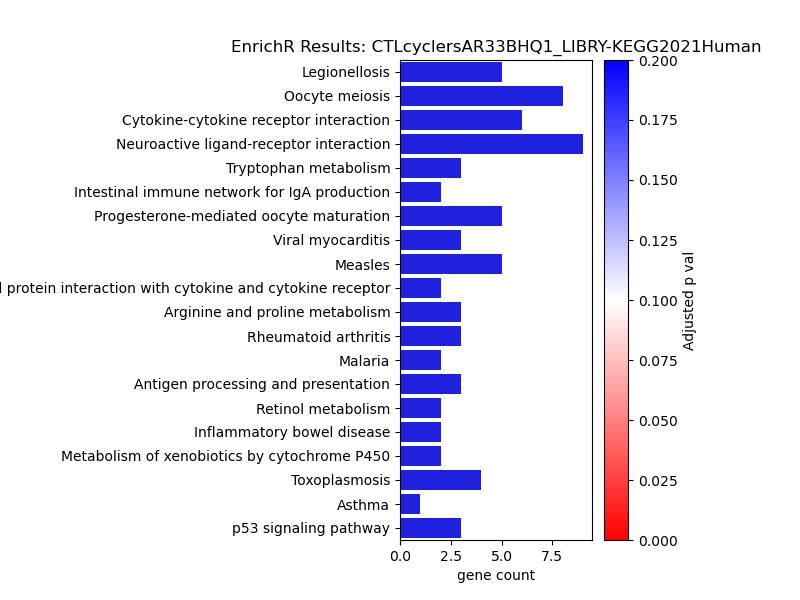 EnrichR Results: CTLcyclersAR33BHQ1_LIBRY-KEGG2021Human
Legionellosis
Oocyte meiosis
Cytokine-cytokine receptor interaction
Neuroactive ligand-receptor interaction
Tryptophan metabolism
Intestinal immune network for IgA production
Progesterone-mediated oocyte maturation
Viral myocarditis
Measles
protein interaction with cytokine and cytokine receptor
Arginine and proline metabolism
Rheumatoid arthritis
Malaria
Antigen processing and presentation
Retinol metabolism
Inflammatory bowel disease
Metabolism of xenobiotics by cytochrome P450
Toxoplasmosis
Asthma
p53 signaling pathway
0.0 2.5 5.0 7.5
gene count
0.200
0.175
0.150
0.125
0.100
0.075
0.050
0.025
0.000
Adjusted p val